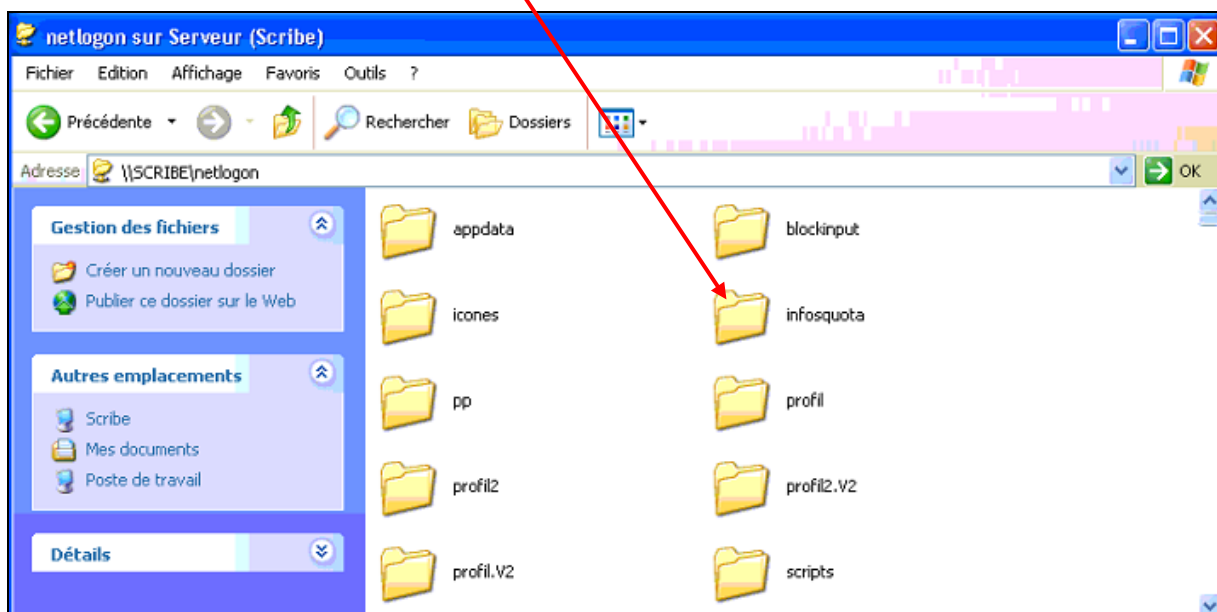 netlogon sur Serveur (Scribe)
Fichier Edition Affichage Favoris Outils ?
Précédente Rechercher Dossiers
Adresse \\SCRIBE\netlogon OK
Gestion des fichiers
Créer un nouveau dossier
Publier ce dossier sur le Web
Autres emplacements
Scribe
Mes documents
Poste de travail
Détails
appdata blockinput
icones infosquota
pp profil
profil2 profil2.V2
profil.V2 scripts